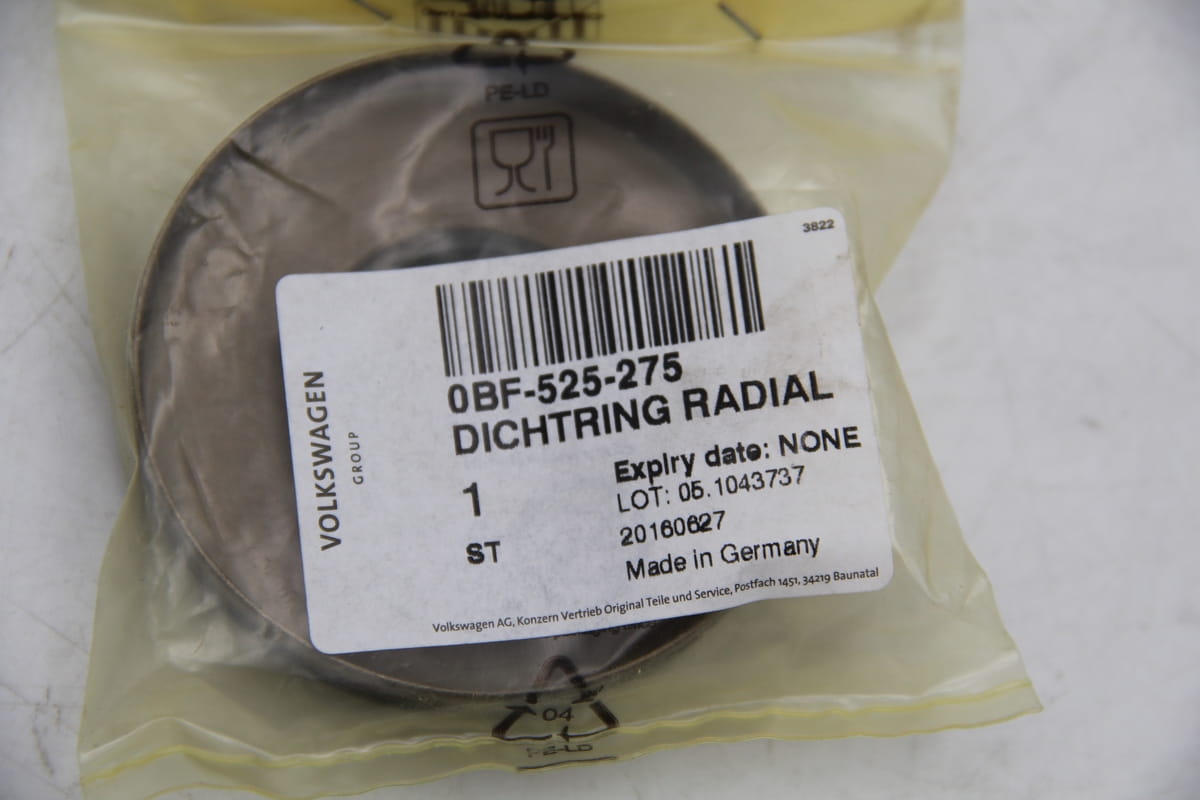 PE-LD
3822
VOLKSWAGEN
GROUP
0BF-525-275
DICHTRING RADIAL
1
ST
Expiry date: NONE
LOT: 05.1043737
20160627
Made in Germany
Volkswagen AG, Konzern Vertrieb Original Teile und Service, Postfach 1451, 34219 Baunatal
04
PE-LD